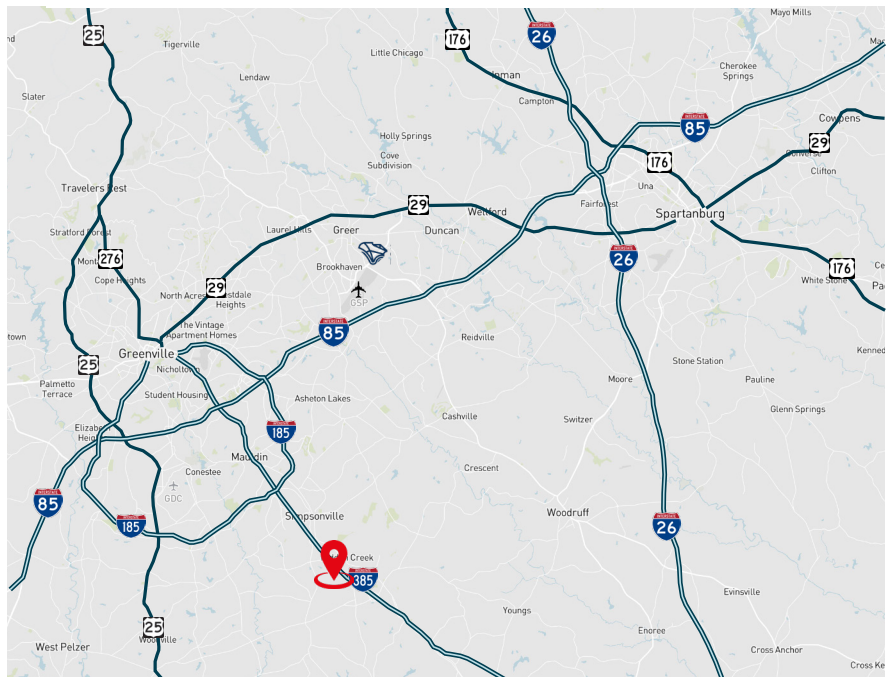 Mayo Mills
25
176
26
Tigerville
Little Chicago
Inman
Cherokee
Springs
Lendaw
Slater
Campton
85
Cowpens
Holly Springs
29
Converse
Cove
Subdivision
176
Clifton
Una
Travelers Rest
29
Fairforest
Wellford
Spartanburg
Stratford Forest
Laurel Hills
Greer
Duncan
276
26
176
Brookhaven
Cope Heights
White Stone
29
North Acres
Heights
GSP
The Vintage
Apartment Homes
85
Reidville
Greenville
25
Nicholtown
Stone Station
Moore
Pauline
Palmetto
Terrace
Student Housing
Asheton Lakes
Glenn Springs
Cashville
Switzer
185
Mauldin
Conestee
Crescent
GDC
85
Woodruff
185
Simpsonville
26
Creek
385
Evinsville
Youngs
25
Enoree
West Pelzer
Woodville
Cross Anchor